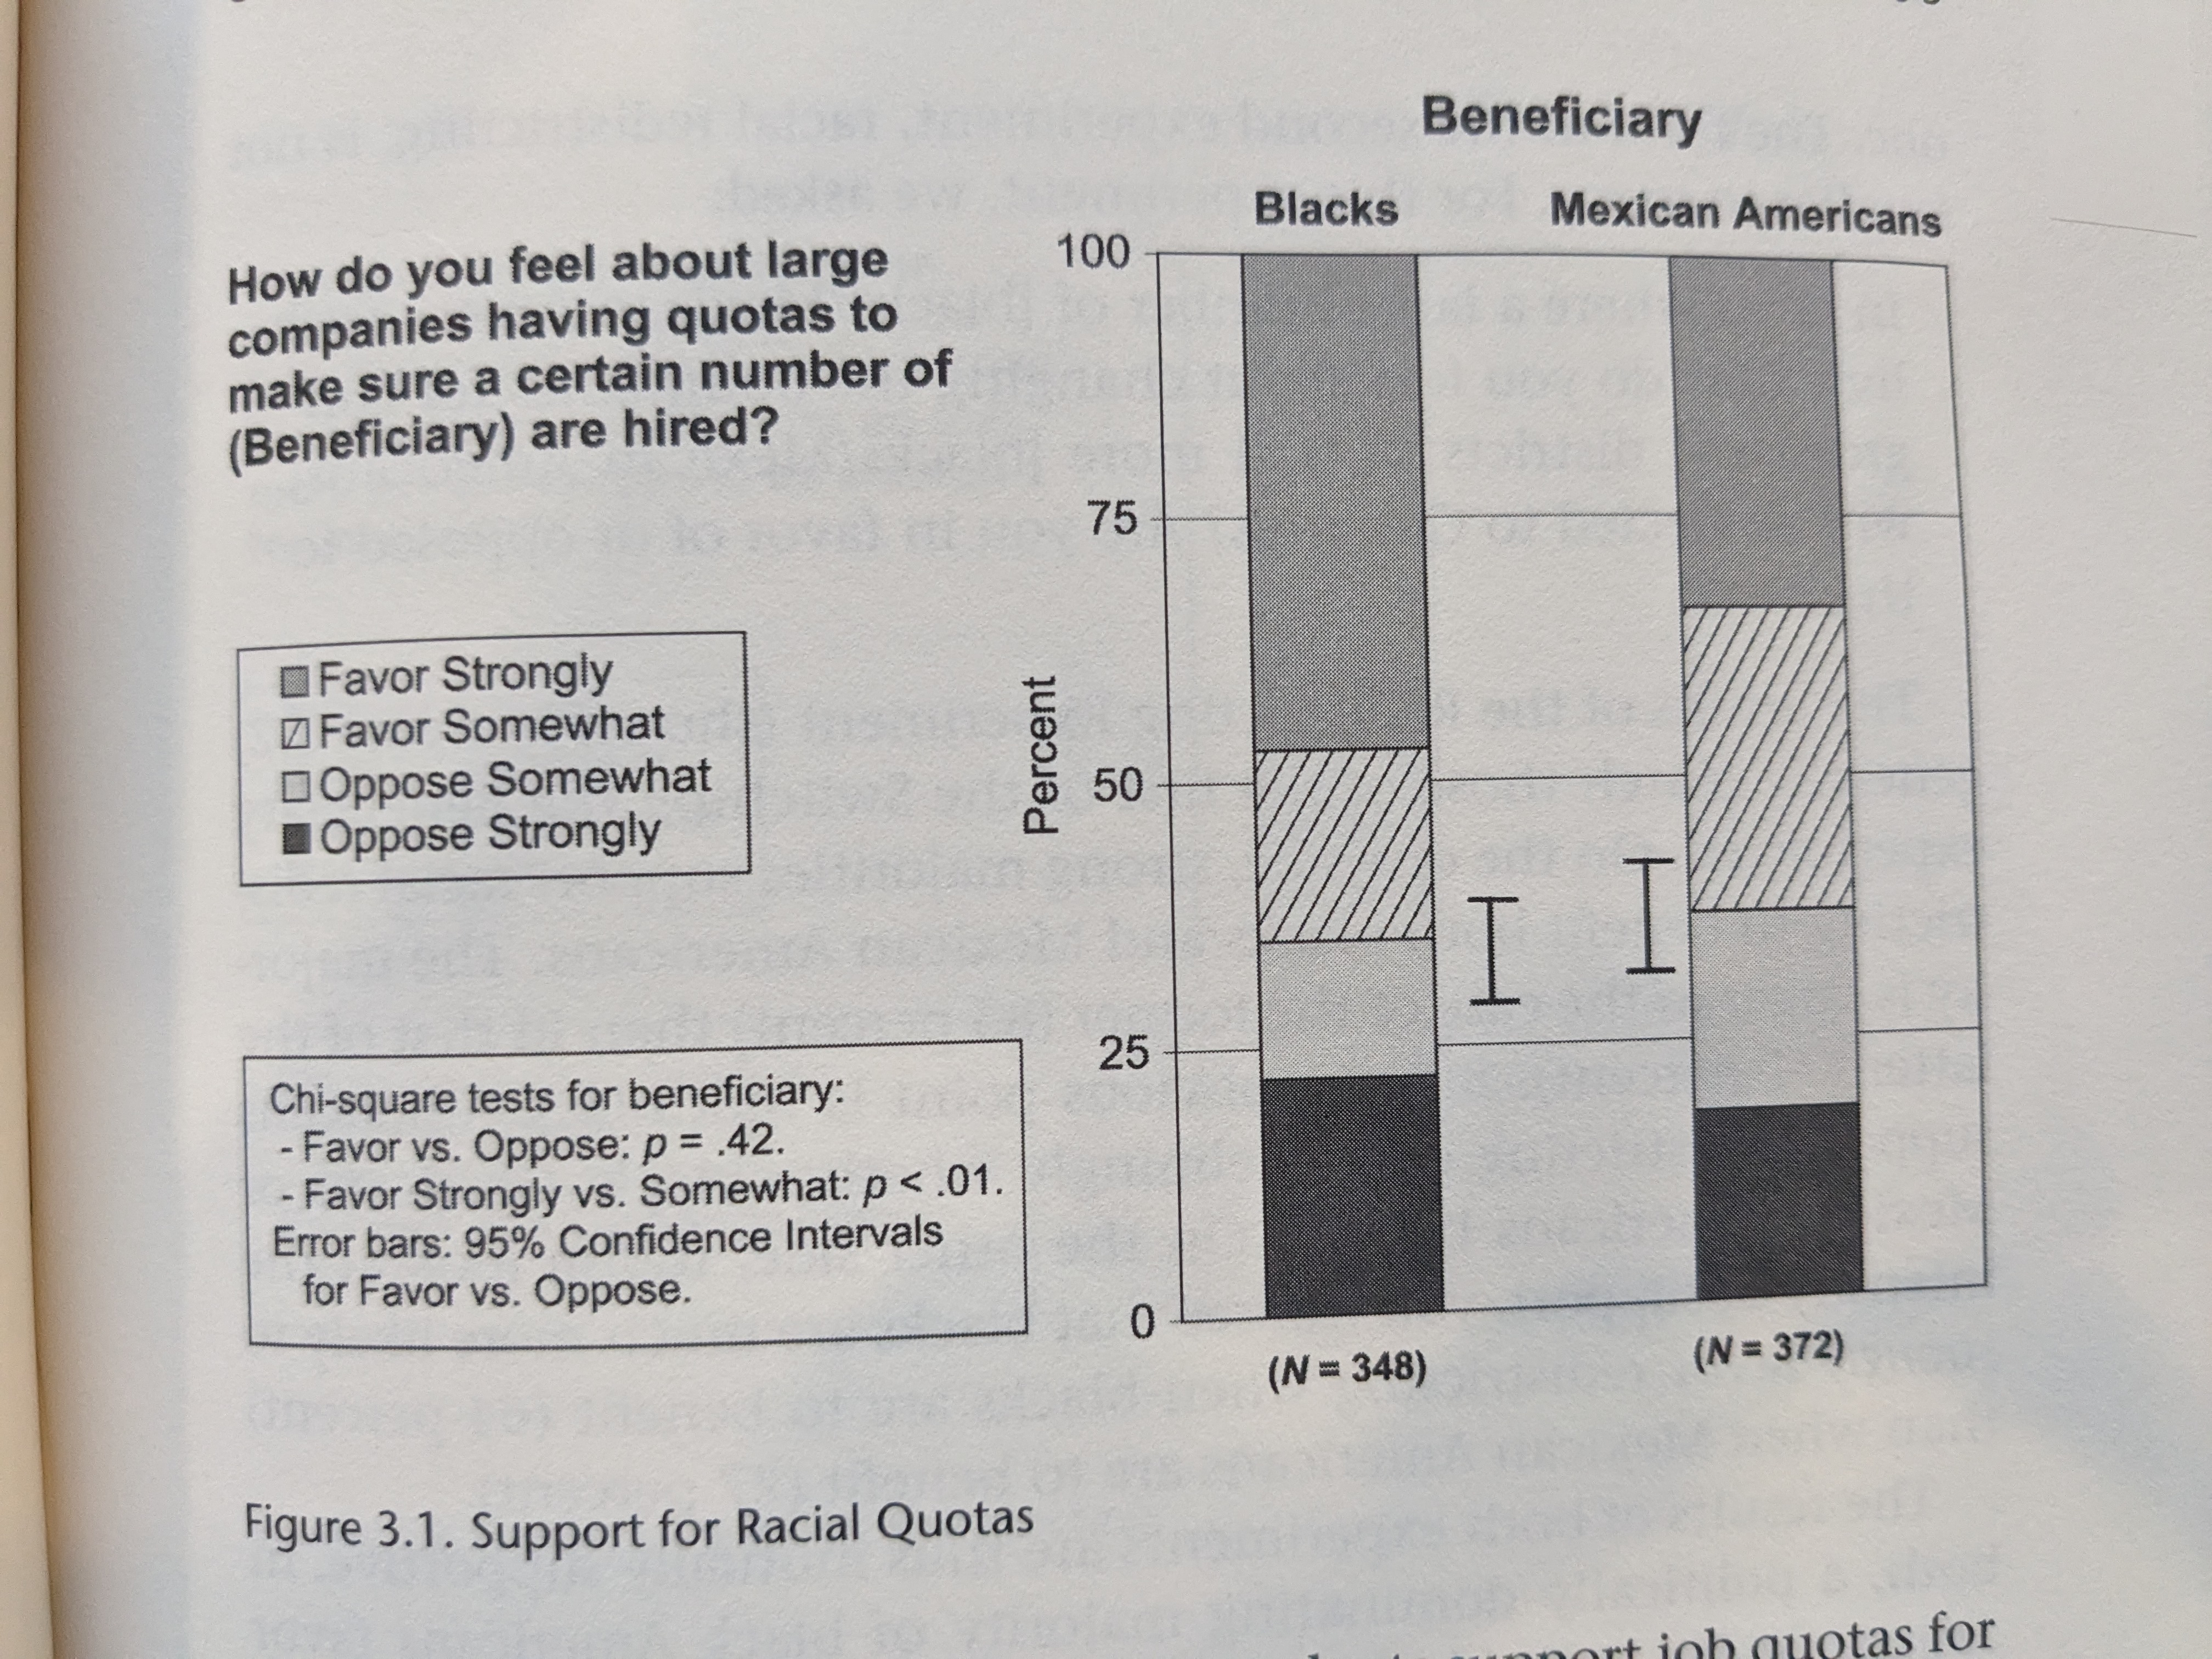 Beneficiary
Blacks
Mexican Americans
How do you feel about large
companies having quotas to
make sure a certain number of
(Beneficiary) are hired?
Favor Strongly
Favor Somewhat
Oppose Somewhat
Oppose Strongly
Chi-square tests for beneficiary:
- Favor vs. Oppose: p = .42.
- Favor Strongly vs. Somewhat: p < .01.
Error bars: 95% Confidence Intervals
for Favor vs. Oppose.
Percent
100
75
50
25
0
(N = 348)
(N = 372)
Figure 3.1. Support for Racial Quotas
support job quotas for